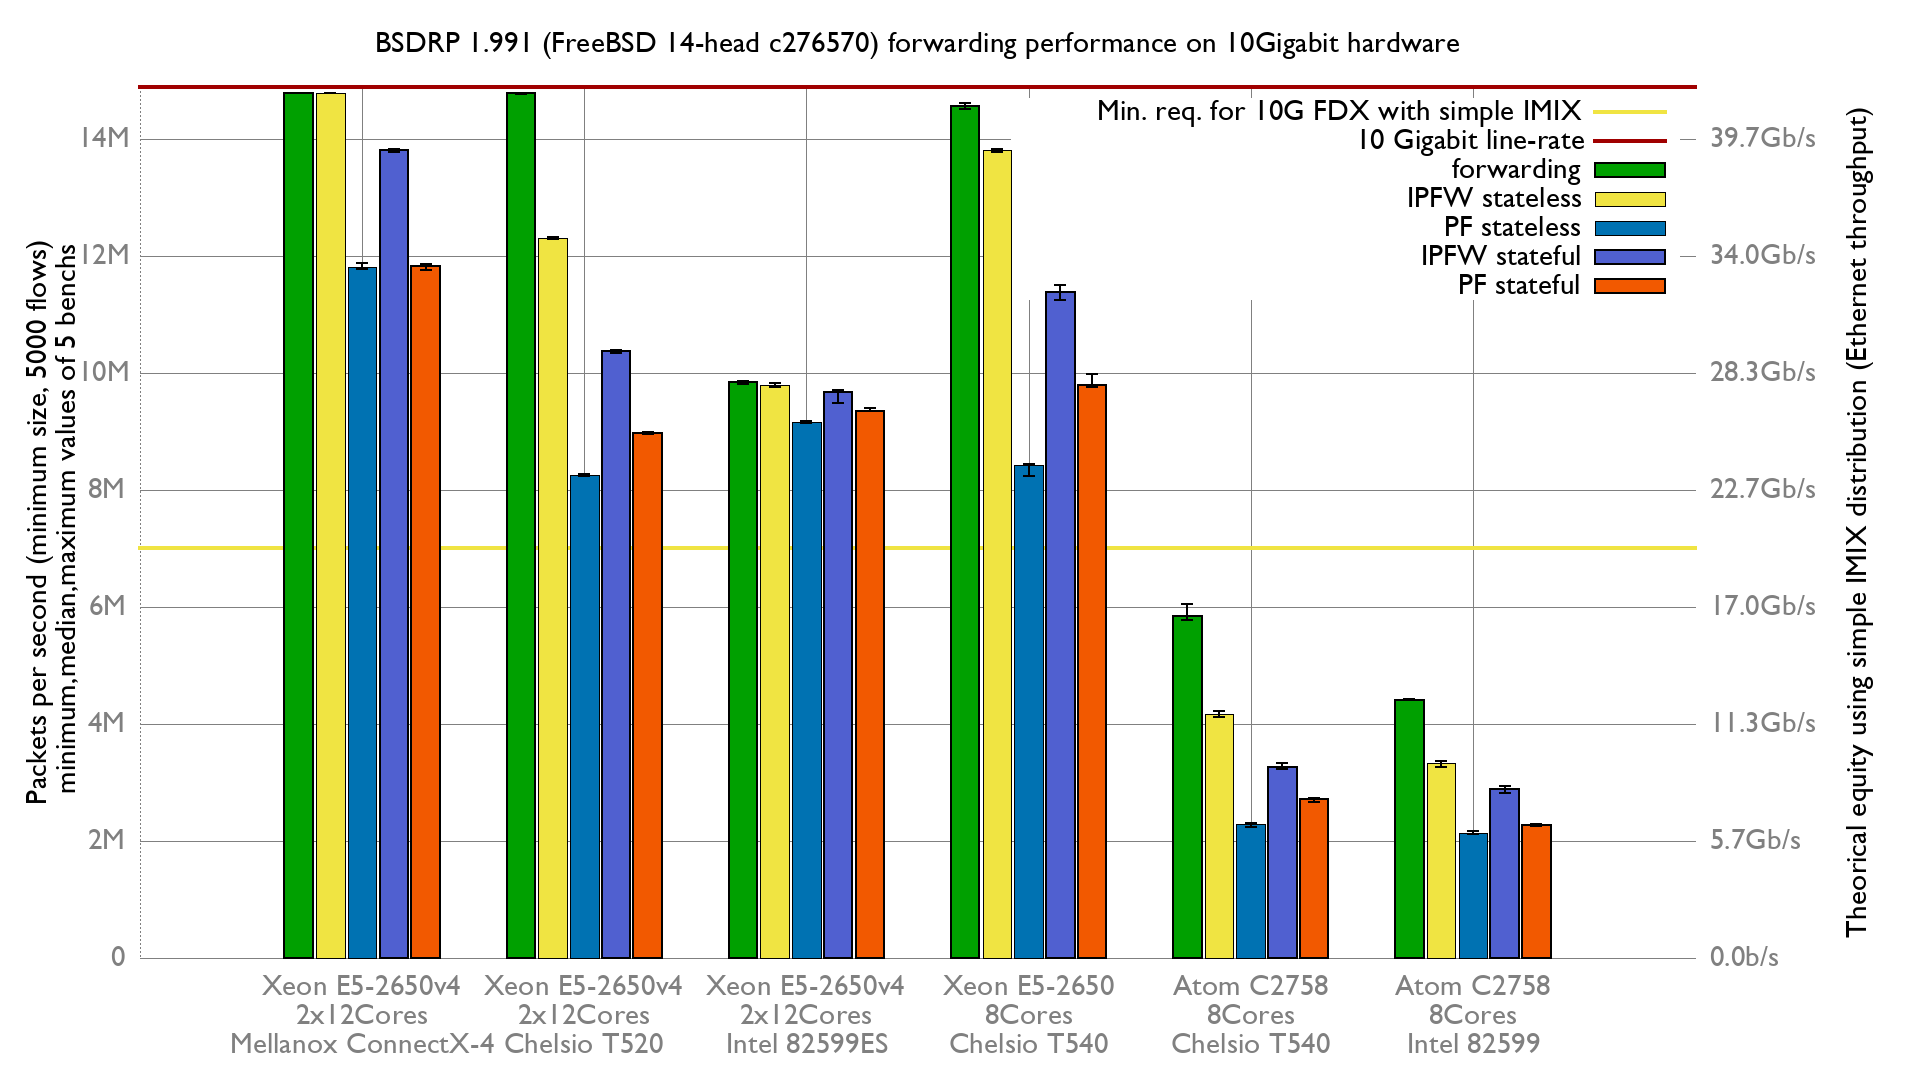 BSDRP 1.991 (FreeBSD 14-head c276570) forwarding performance on 10Gigabit hardware
Packets per second (minimum size, 5000 flows)
minimum,median,maximum values of 5 benchs
14M
12M
10M
8M
6M
4M
2M
0
Min. req. for 10G FDX with simple IMIX
10 Gigabit line-rate
forwarding
IPFW stateless
PF stateless
IPFW stateful
PF stateful
39.7Gb/s
34.0Gb/s
28.3Gb/s
22.7Gb/s
17.0Gb/s
11.3Gb/s
5.7Gb/s
0.0b/s
Theorical equity using simple IMIX distribution (Ethernet throughput)
Xeon E5-2650v4
2x12Cores
Mellanox ConnectX-4
Xeon E5-2650v4
2x12Cores
Chelsio T520
Xeon E5-2650v4
2x12Cores
Intel 82599ES
Xeon E5-2650
8Cores
Chelsio T540
Atom C2758
8Cores
Chelsio T540
Atom C2758
8Cores
Intel 82599